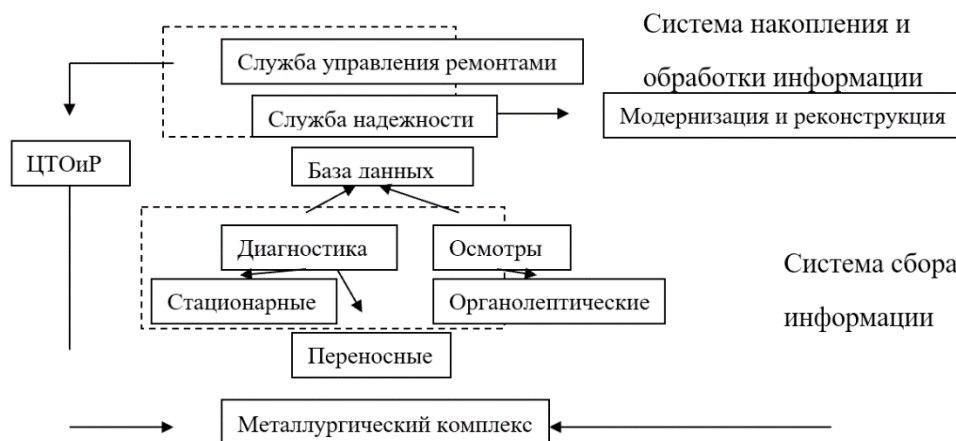 Система накопления и
обработки информации
Служба управления ремонтами
Служба надежности
Модернизация и реконструкция
ЦТОиР
База данных
Диагностика
Осмотры
Система сбора
информации
Стационарные
Органолептические
Переносные
Металлургический комплекс